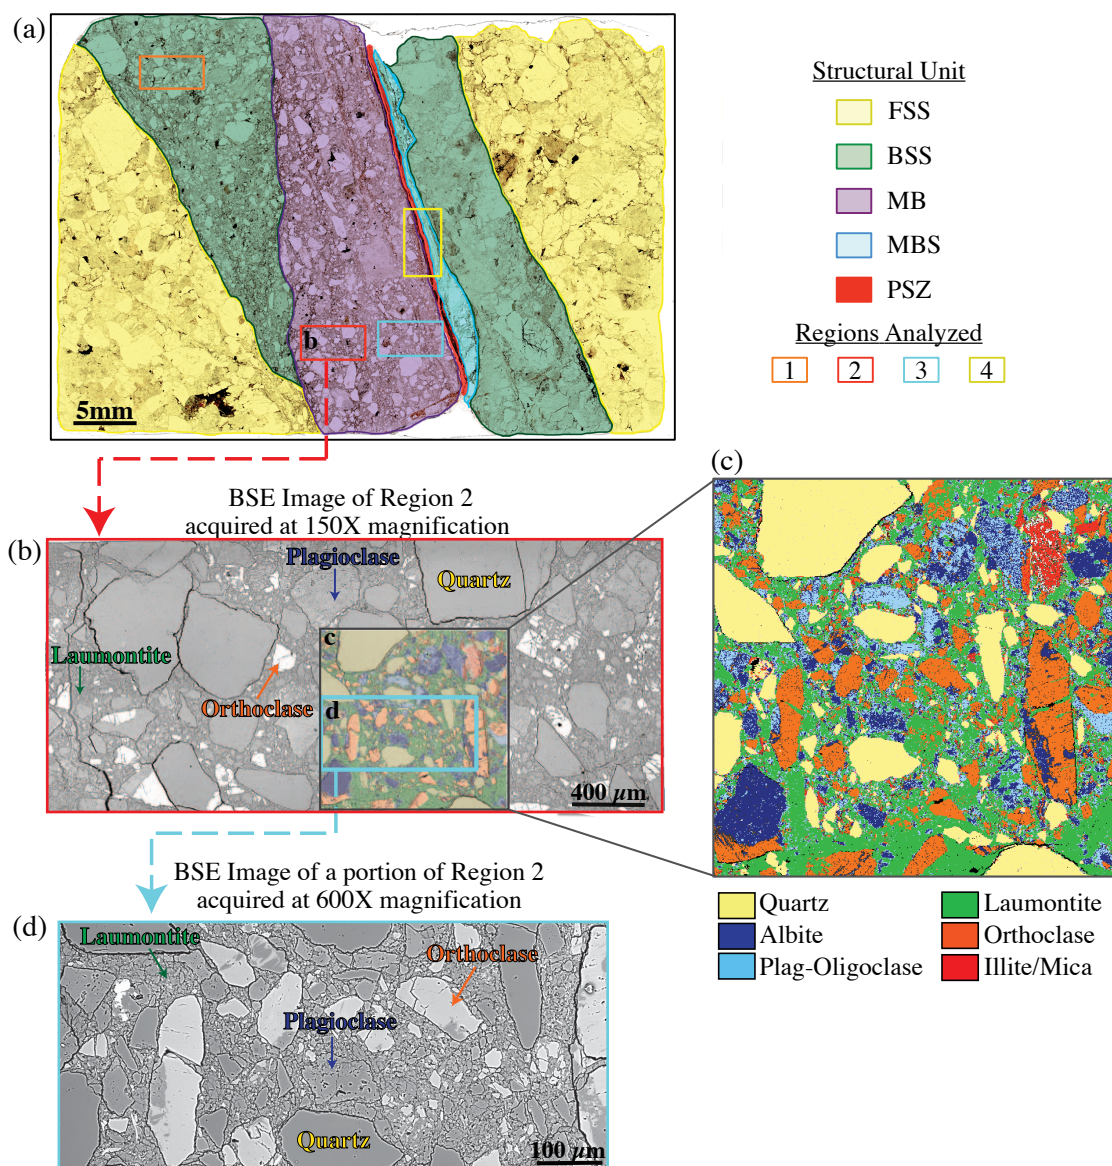 (a)
b
5mm
Structural Unit
FSS
BSS
MB
MBS
PSZ
Regions Analyzed
1 2 3 4
BSE Image of Region 2
acquired at 150X magnification
(b)
Plagioclase
Quartz
Laumontite
Orthoclase
c
d
400 µm
(c)
Quartz
Albite
Plag-Oligoclase
Laumontite
Orthoclase
Illite/Mica
BSE Image of a portion of Region 2
acquired at 600X magnification
(d)
Laumontite
Orthoclase
Plagioclase
Quartz
100 µm